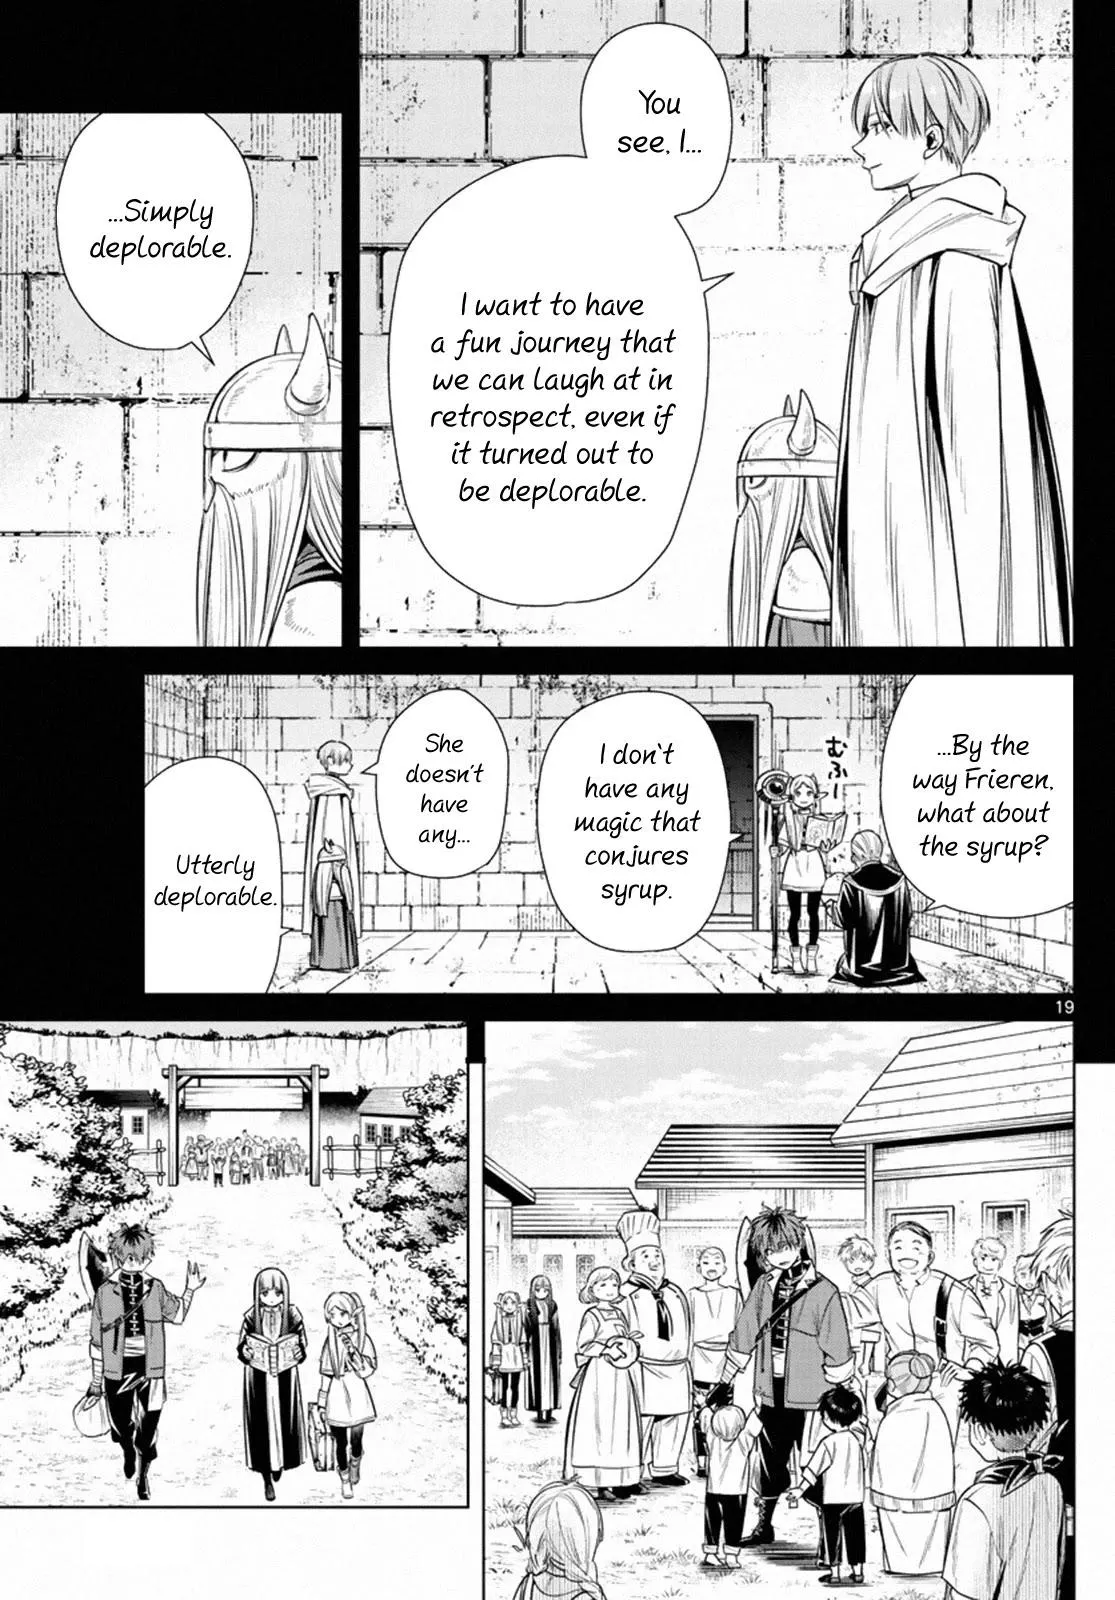 You
see, I...
I want to have
a fun journey that
we can laugh at in
retrospect, even if
it turned out to
be deplorable.
...Simply
deplorable.
...By the
way Frieren,
what about
the syrup?
むふー
I don't
have any
magic that
conjures
syrup.
She
doesn't
have
any...
Utterly
deplorable.
19